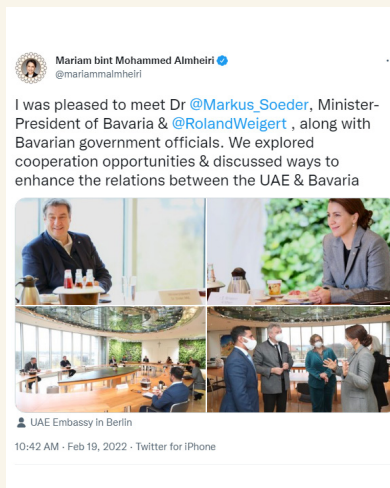 Mariam bint Mohammed Almheiri
@mariammalmheiri
I was pleased to meet Dr @Markus_Soeder, Minister-
President of Bavaria & @RolandWeigert , along with
Bavarian government officials. We explored
cooperation opportunities & discussed ways to
enhance the relations between the UAE & Bavaria
UAE Embassy in Berlin
10:42 AM · Feb 19, 2022 · Twitter for iPhone